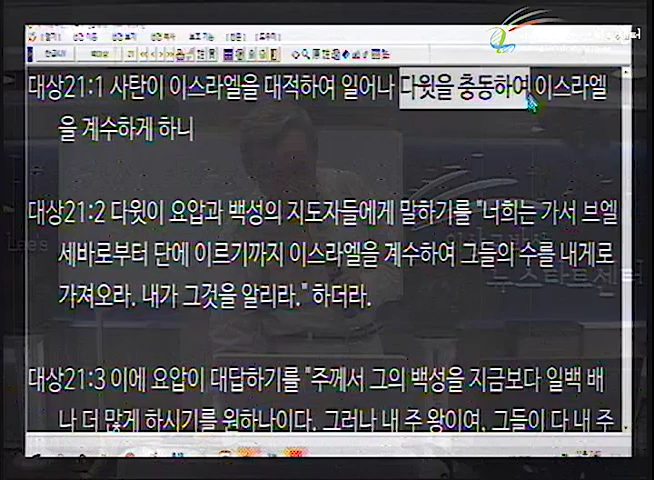 대상21:1 사탄이 이스라엘을 대적하여 일어나 다윗을 충동하여 이스라엘
을 계수하게 하니
대상21:2 다윗이 요압과 백성의 지도자들에게 말하기를 "너희는 가서 브엘
세바로부터 단에 이르기까지 이스라엘을 계수하여 그들의 수를 내게로
가져오라. 내가 그것을 알리라." 하더라.
뉴스타트센터
대상21:3 이에 요압이 대답하기를 "주께서 그의 백성을 지금보다 일백 배
나 더 많게 하시기를 원하나이다. 그러나 내 주 왕이여, 그들이 다 내 주